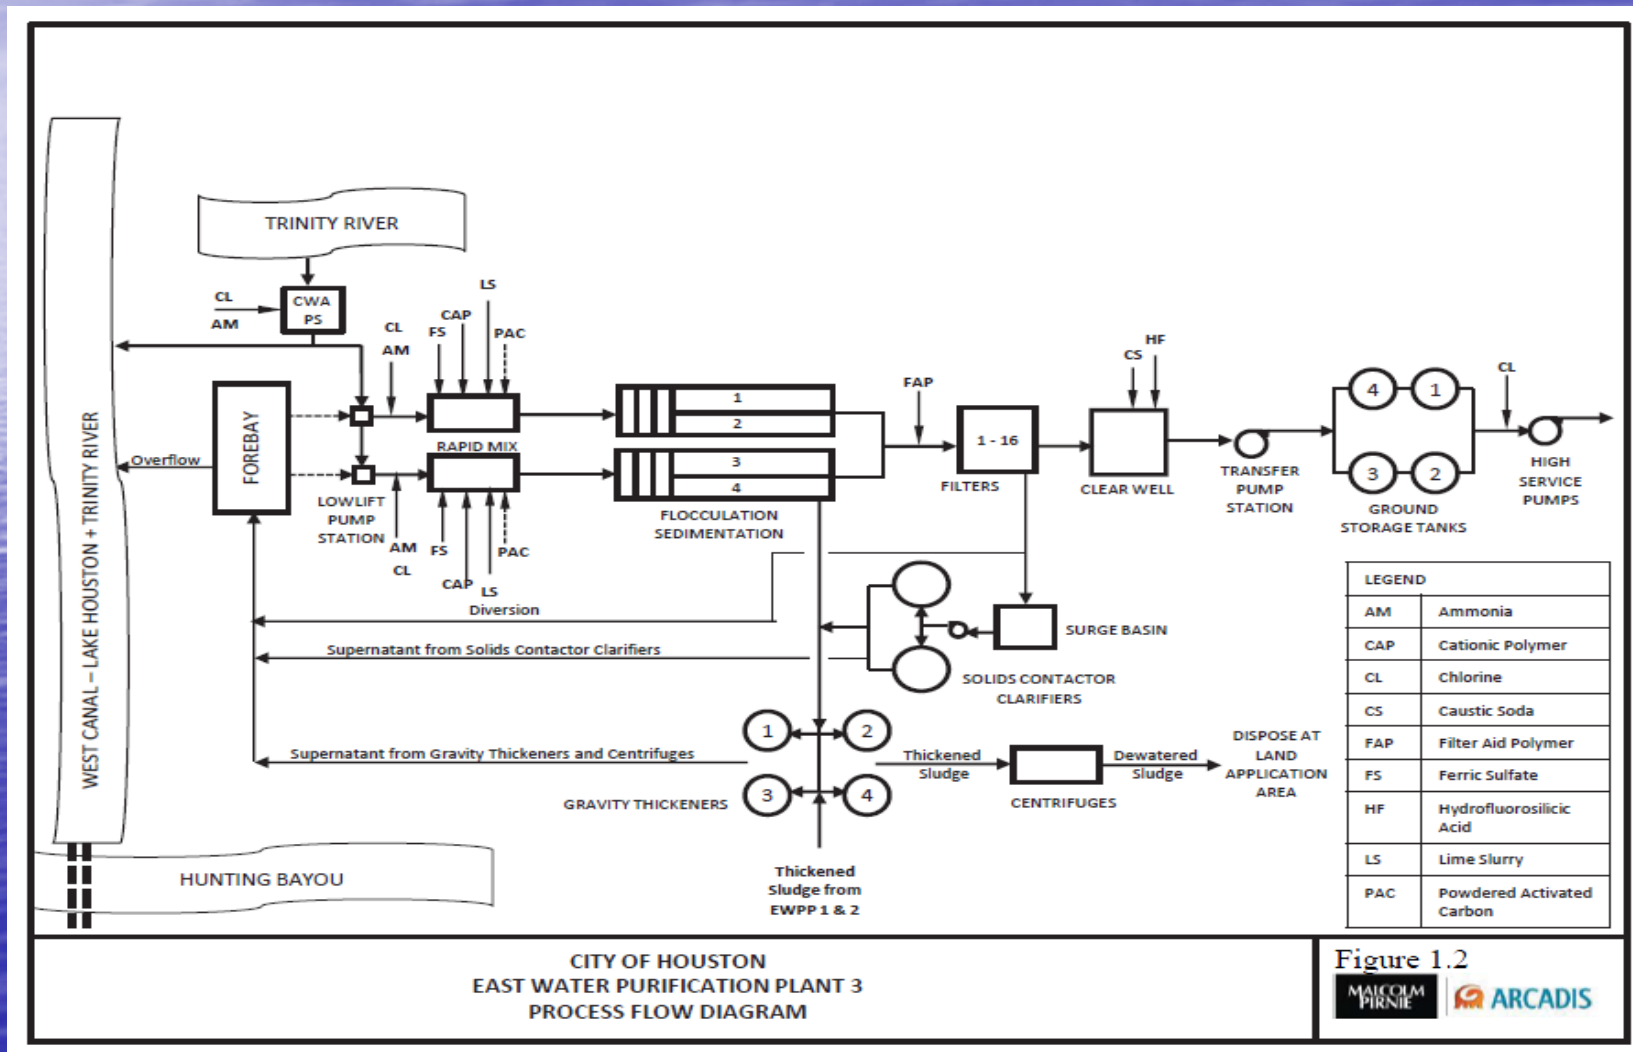 TRINITY RIVER
CL
AM
CWA
PS
CL
AM
FS
CAP
LS
PAC
WEST CANAL – LAKE HOUSTON + TRINITY RIVER
Overflow
FOREBAY
LOWLIFT
PUMP
STATION
AM
CL
RAPID MIX
FS
CAP
LS
PAC
1
2
3
4
FLOCCULATION
SEDIMENTATION
FAP
1 - 16
FILTERS
CS
HF
CLEAR WELL
TRANSFER
PUMP
STATION
4
1
3
2
GROUND
STORAGE TANKS
CL
HIGH
SERVICE
PUMPS
Diversion
Supernatant from Solids Contactor Clarifiers
SURGE BASIN
SOLIDS CONTACTOR
CLARIFIERS
Supernatant from Gravity Thickeners and Centrifuges
1
2
3
4
GRAVITY THICKENERS
Thickened
Sludge
CENTRIFUGES
Dewatered
Sludge
DISPOSE AT
LAND
APPLICATION
AREA
Thickened
Sludge from
EWPP 1 & 2
HUNTING BAYOU
LEGEND
AM Ammonia
CAP Cationic Polymer
CL Chlorine
CS Caustic Soda
FAP Filter Aid Polymer
FS Ferric Sulfate
HF Hydrofluorosilicic
Acid
LS Lime Slurry
PAC Powdered Activated
Carbon
CITY OF HOUSTON
EAST WATER PURIFICATION PLANT 3
PROCESS FLOW DIAGRAM
Figure 1.2
MALCOLM
PIRNIE
ARCADIS